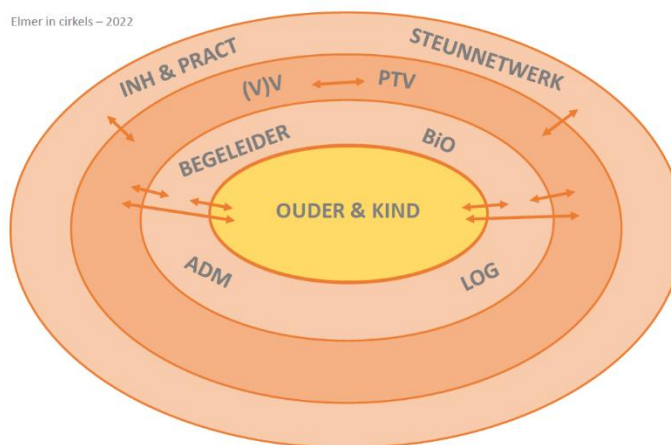 Elmer in cirkels – 2022
INH & PRACT
STEUNNETWERK
(V)V
PTV
BEGELEIDER
BiO
OUDER & KIND
ADM
LOG